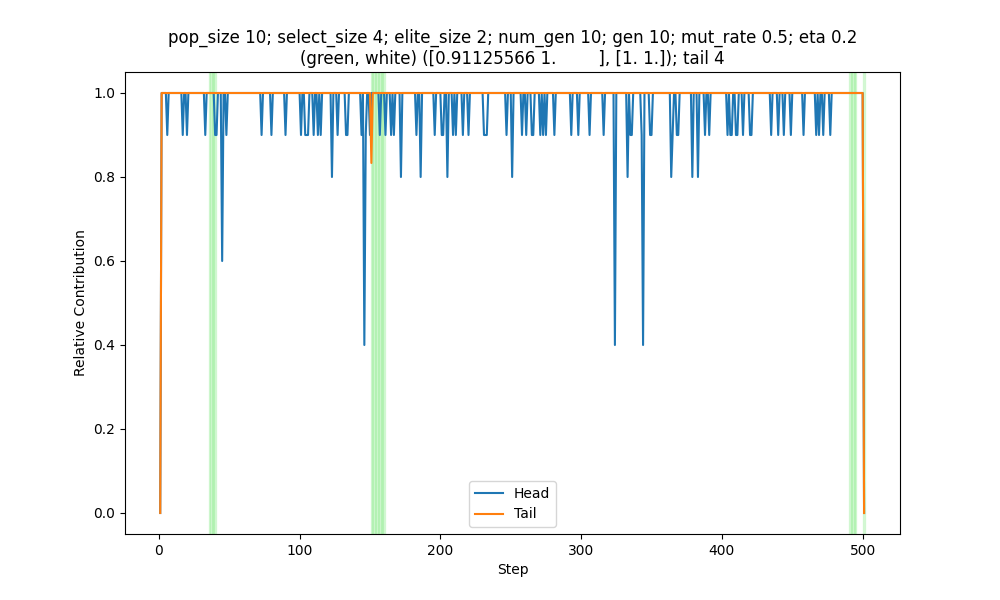 pop_size 10; select_size 4; elite_size 2; num_gen 10; gen 10; mut_rate 0.5; eta 0.2
(green, white) ([0.91125566 1.        ], [1. 1.]); tail 4
1.0
0.8
0.6
0.4
0.2
0.0
Relative Contribution
Head
Tail
0 100 200 300 400 500
Step